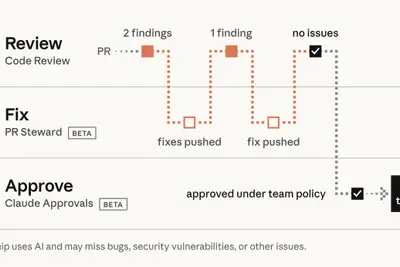 2 findings
1 finding
no issues
Review
PR
Code Review
Fix
PR Steward BETA
fixes pushed
fix pushed
Approve
approved under team policy
Claude Approvals BETA
uses AI and may miss bugs, security vulnerabilities, or other issues.